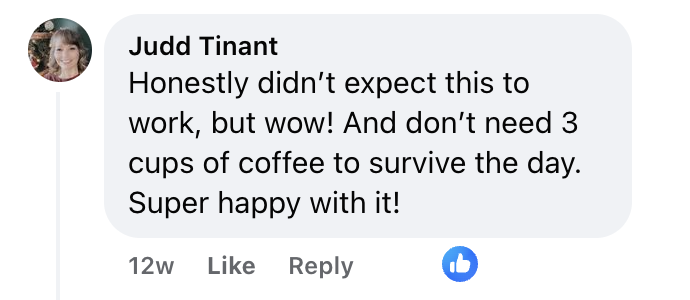 Judd Tinant
Honestly didn’t expect this to
work, but wow! And don’t need 3
cups of coffee to survive the day.
Super happy with it!
12w Like Reply